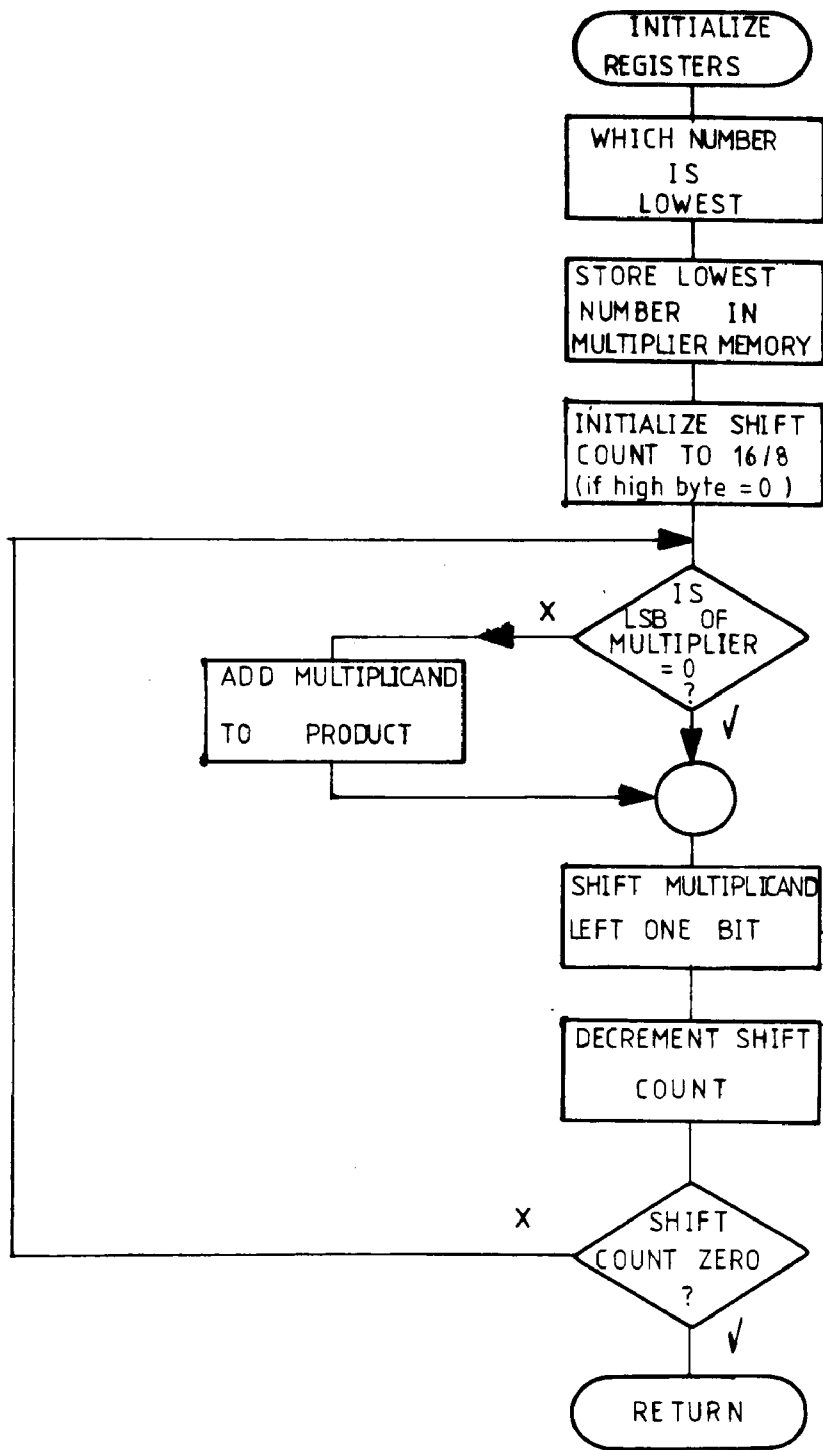 INITIALIZE
REGISTERS
WHICH NUMBER
IS
LOWEST
STORE LOWEST
NUMBER IN
MULTIPLIER MEMORY
INITIALIZE SHIFT
COUNT TO 16/8
(if high byte = 0 )
IS
LSB OF
MULTIPLIER
= 0
?
X
✓
ADD MULTIPLICAND
TO PRODUCT
SHIFT MULTIPLICAND
LEFT ONE BIT
DECREMENT SHIFT
COUNT
SHIFT
COUNT ZERO
?
X
✓
RETURN